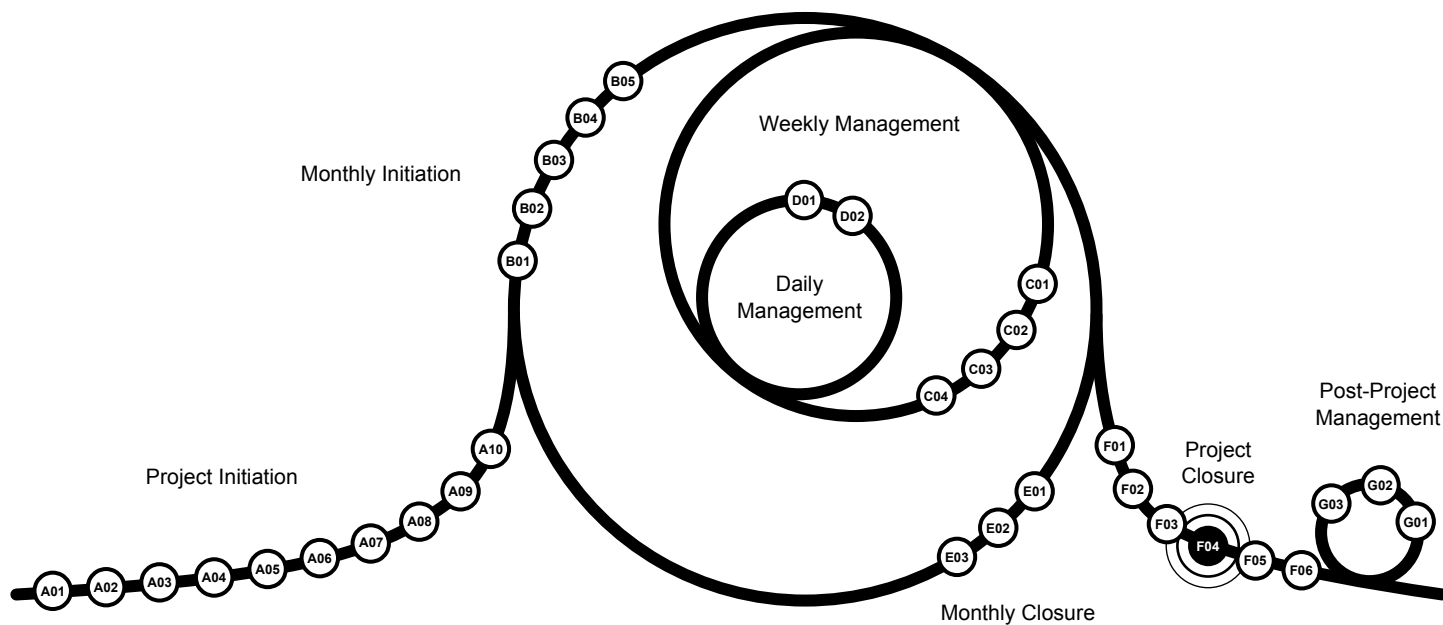 B05
B04
Weekly Management
B03
Monthly Initiation
D01
B02
D02
B01
C01
Daily
Management
C02
C03
C04
Post-Project
Management
A10
F01
Project
Closure
Project Initiation
A09
E01
F02
G02
G03
G01
A08
E02
F03
A07
F04
A06
E03
F05
F06
A05
A04
A03
A02
A01
Monthly Closure